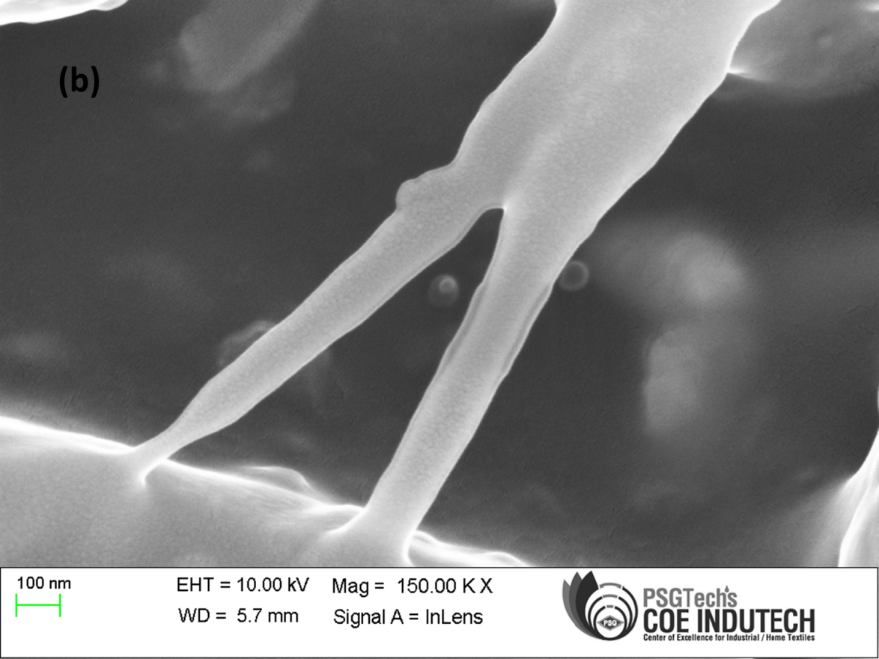 (b)
100 nm
EHT = 10.00 kV
Mag = 150.00 K X
WD = 5.7 mm
Signal A = InLens
PSG
PSGTech's
COE INDUTECH
Center of Excellence for Industrial / Home Textiles